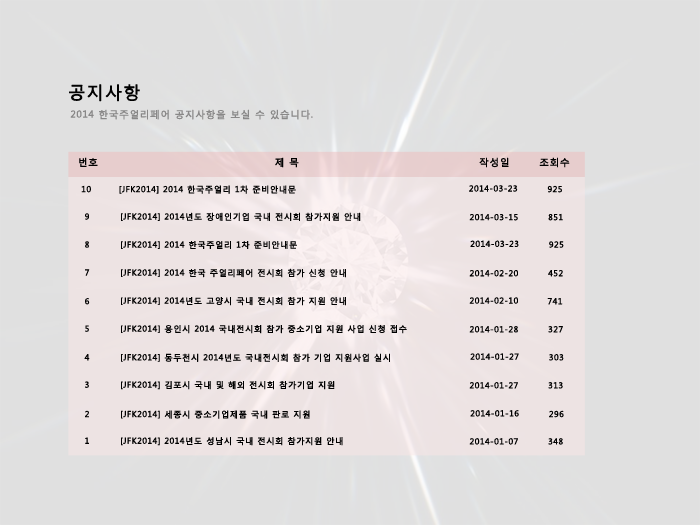 공지사항
2014 한국주얼리페어 공지사항을 보실 수 있습니다.
번호 제 목 작성일 조회수
10 [JFK2014] 2014 한국주얼리 1차 준비안내문 2014-03-23 925
9 [JFK2014] 2014년도 장애인기업 국내 전시회 참가지원 안내 2014-03-15 851
8 [JFK2014] 2014 한국주얼리 1차 준비안내문 2014-03-23 925
7 [JFK2014] 2014 한국 주얼리페어 전시회 참가 신청 안내 2014-02-20 452
6 [JFK2014] 2014년도 고양시 국내 전시회 참가 지원 안내 2014-02-10 741
5 [JFK2014] 용인시 2014 국내전시회 참가 중소기업 지원 사업 신청 접수 2014-01-28 327
4 [JFK2014] 동두천시 2014년도 국내전시회 참가 기업 지원사업 실시 2014-01-27 303
3 [JFK2014] 김포시 국내 및 해외 전시회 참가기업 지원 2014-01-27 313
2 [JFK2014] 세종시 중소기업제품 국내 판로 지원 2014-01-16 296
1 [JFK2014] 2014년도 성남시 국내 전시회 참가지원 안내 2014-01-07 348